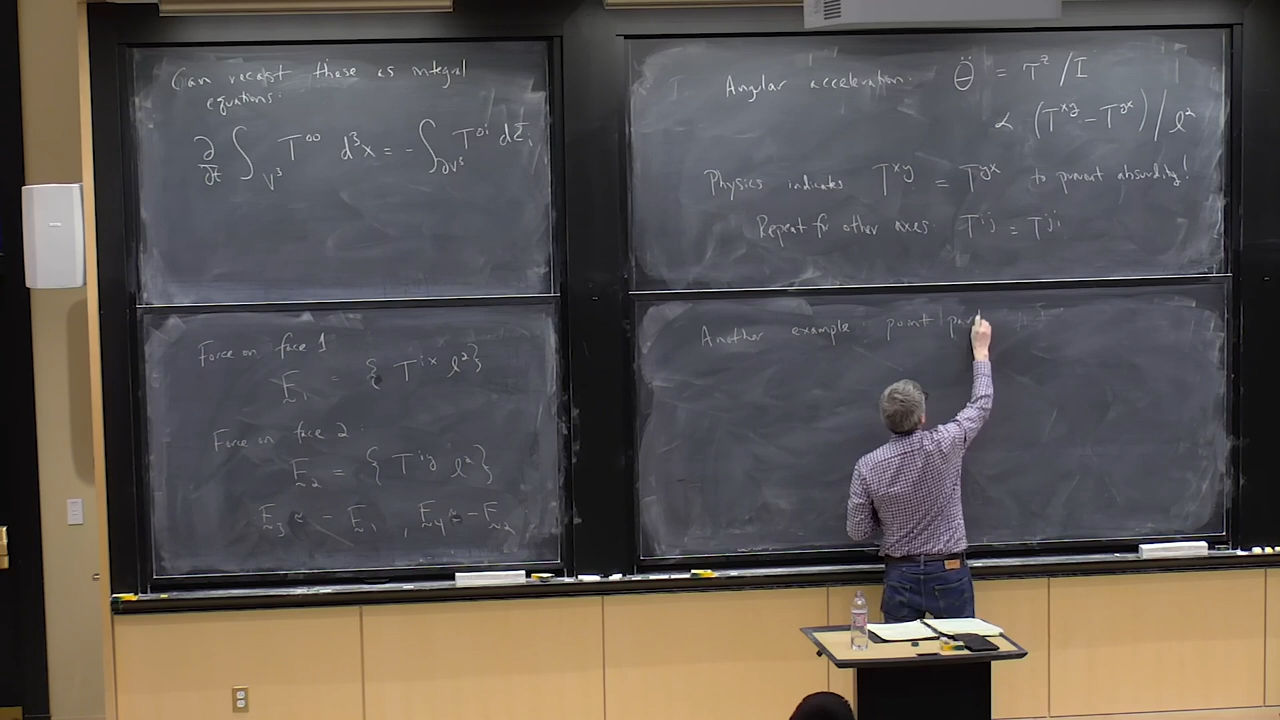 Can recast these as integral
equations:
∂/∂t ∫_{V³} T⁰⁰ d³x = - ∫_{∂V³} T⁰ⁱ dΣᵢ
Force on face 1
F₁ = { Tⁱˣ l² }
Force on face 2:
F₂ = { Tⁱʸ l² }
F₃ ≈ - F₁ , F₄ ≈ - F₂
Angular acceleration: θ̈ = τᶻ / I
∝ (Tˣʸ - Tʸˣ) / l²
Physics indicates Tˣʸ = Tʸˣ to prevent absurdity!
Repeat for other axes: Tⁱʲ = Tʲⁱ
Another example: point par